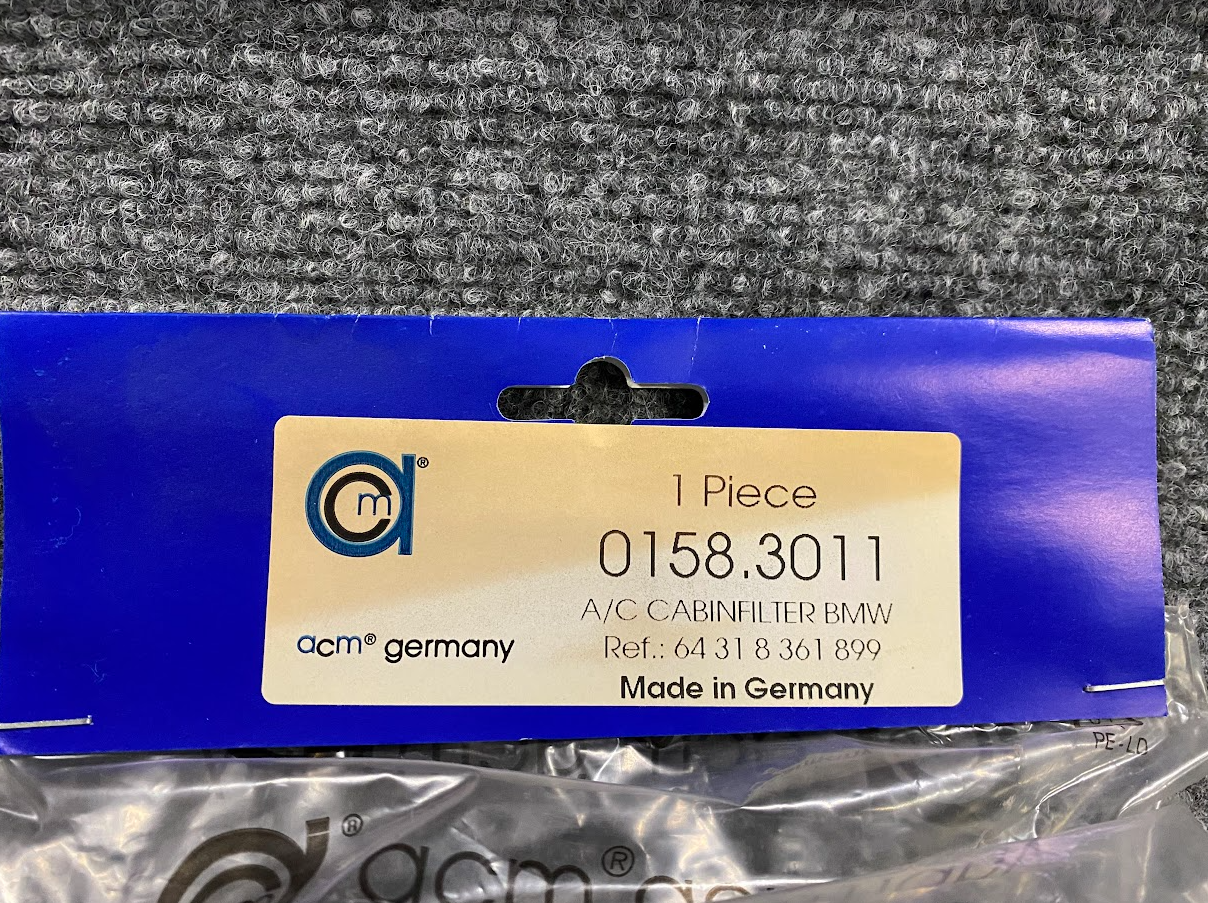 acm®
1 Piece
0158.3011
A/C CABINFILTER BMW
Ref.: 64 31 8 361 899
acm® germany
Made in Germany
PE-LD
®
acm®